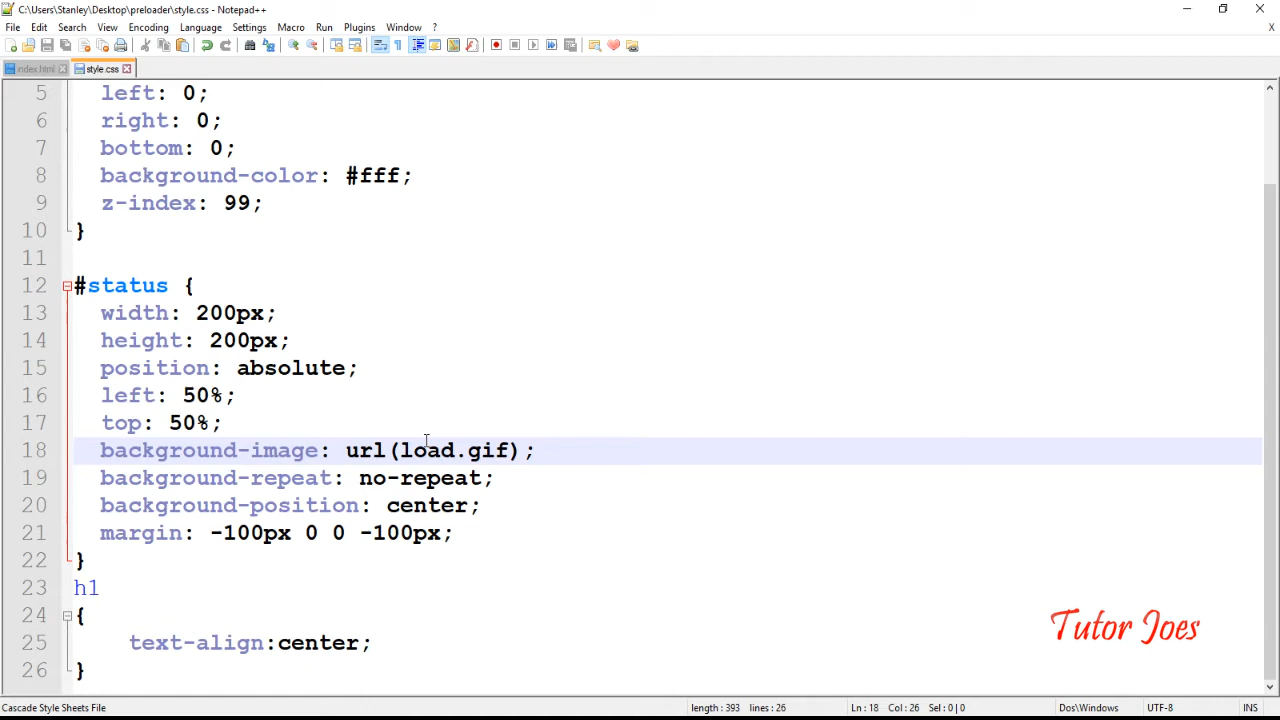 C:\Users\Stanley\Desktop\preloader\style.css - Notepad++
File Edit Search View Encoding Language Settings Macro Run Plugins Window ?
X
index.html style.css
5 left: 0;
6 right: 0;
7 bottom: 0;
8 background-color: #fff;
9 z-index: 99;
10 }
11
12 #status {
13 width: 200px;
14 height: 200px;
15 position: absolute;
16 left: 50%;
17 top: 50%;
18 background-image: url(load.gif);
19 background-repeat: no-repeat;
20 background-position: center;
21 margin: -100px 0 0 -100px;
22 }
23 h1
24 {
25 text-align:center;
26 }
Tutor Joes
Cascade Style Sheets File length : 393 lines : 26 Ln : 18 Col : 26 Sel : 0 | 0 Dos\Windows UTF-8 INS